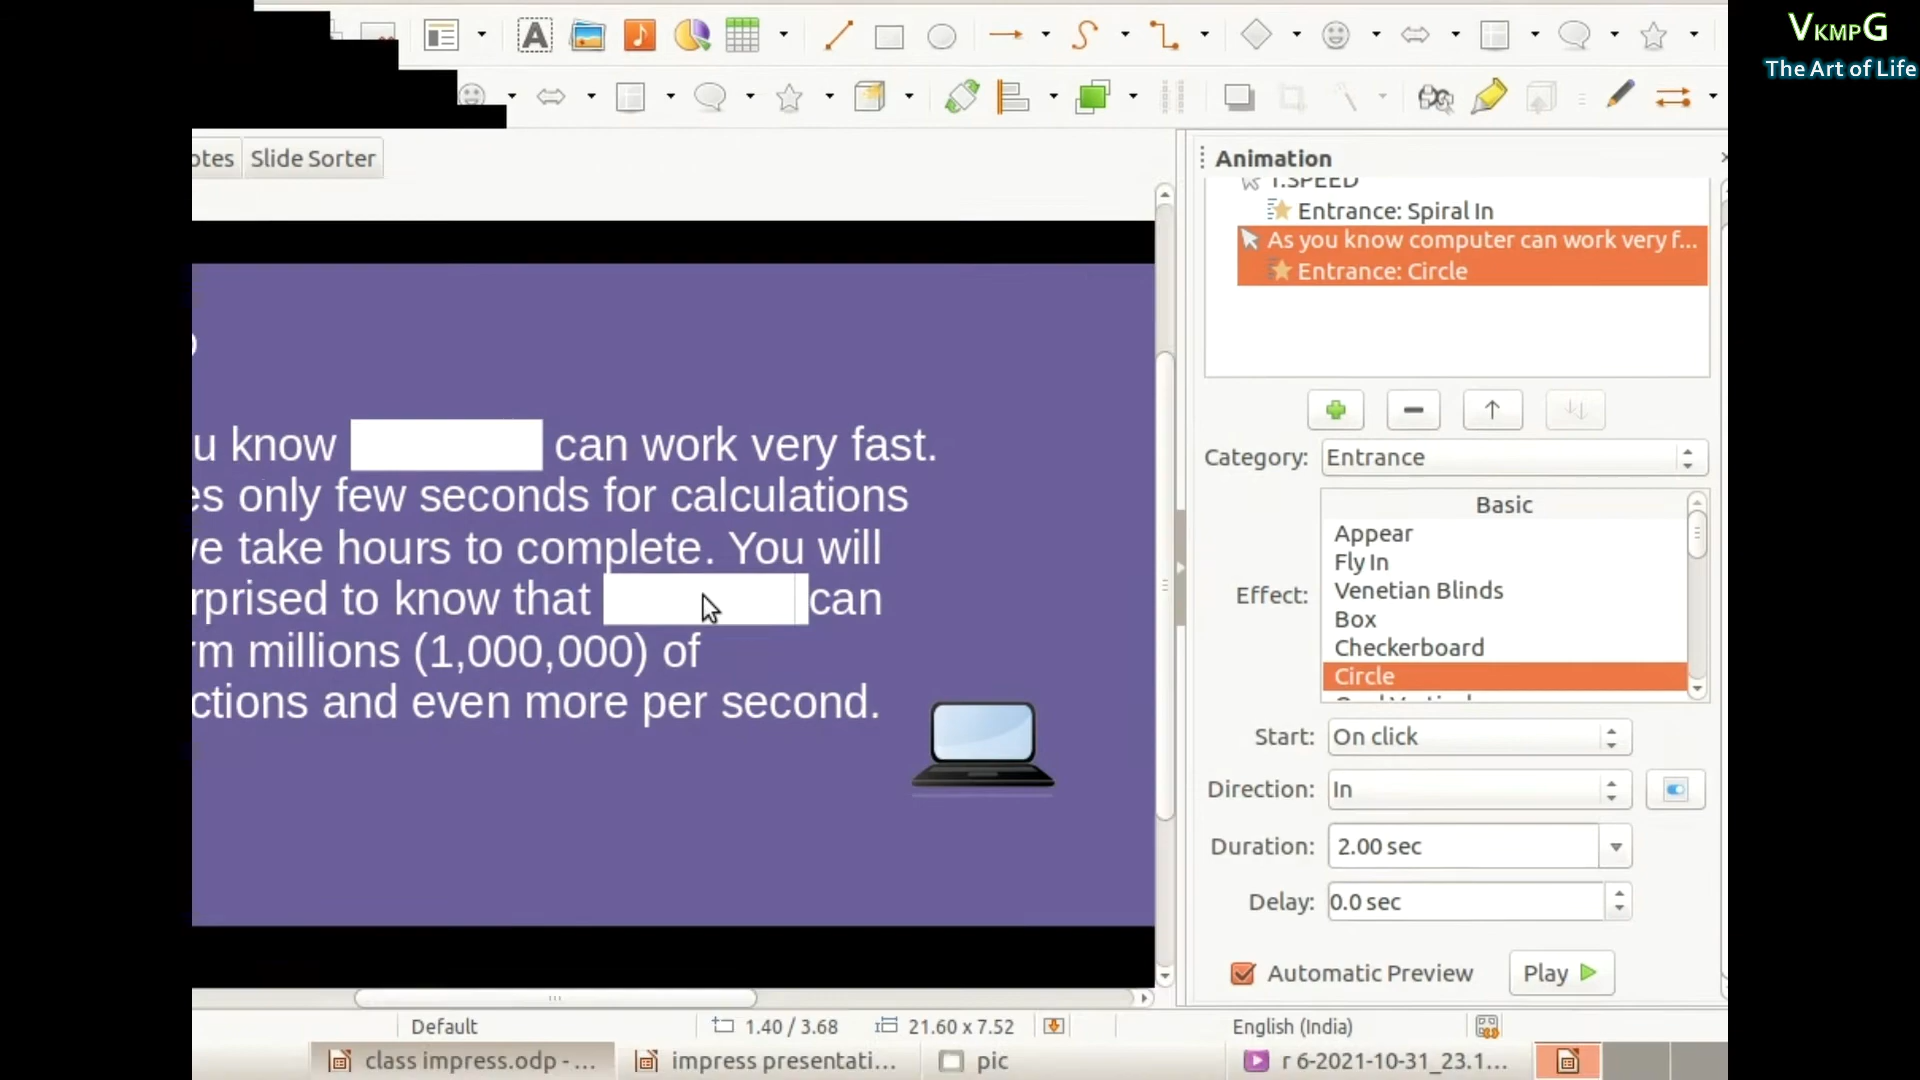 VKMPG
The Art of Life
otes
Slide Sorter
Animation
1.SPEED
Entrance: Spiral In
As you know computer can work very f...
Entrance: Circle
Category:
Entrance
Effect:
Basic
Appear
Fly In
Venetian Blinds
Box
Checkerboard
Circle
Start:
On click
Direction:
In
Duration:
2.00 sec
Delay:
0.0 sec
Automatic Preview
Play
u know can work very fast.
es only few seconds for calculations
ve take hours to complete. You will
rprised to know that can
rm millions (1,000,000) of
ctions and even more per second.
Default
1.40 / 3.68
21.60 x 7.52
English (India)
class impress.odp - ...
impress presentati...
pic
r 6-2021-10-31_23.1...